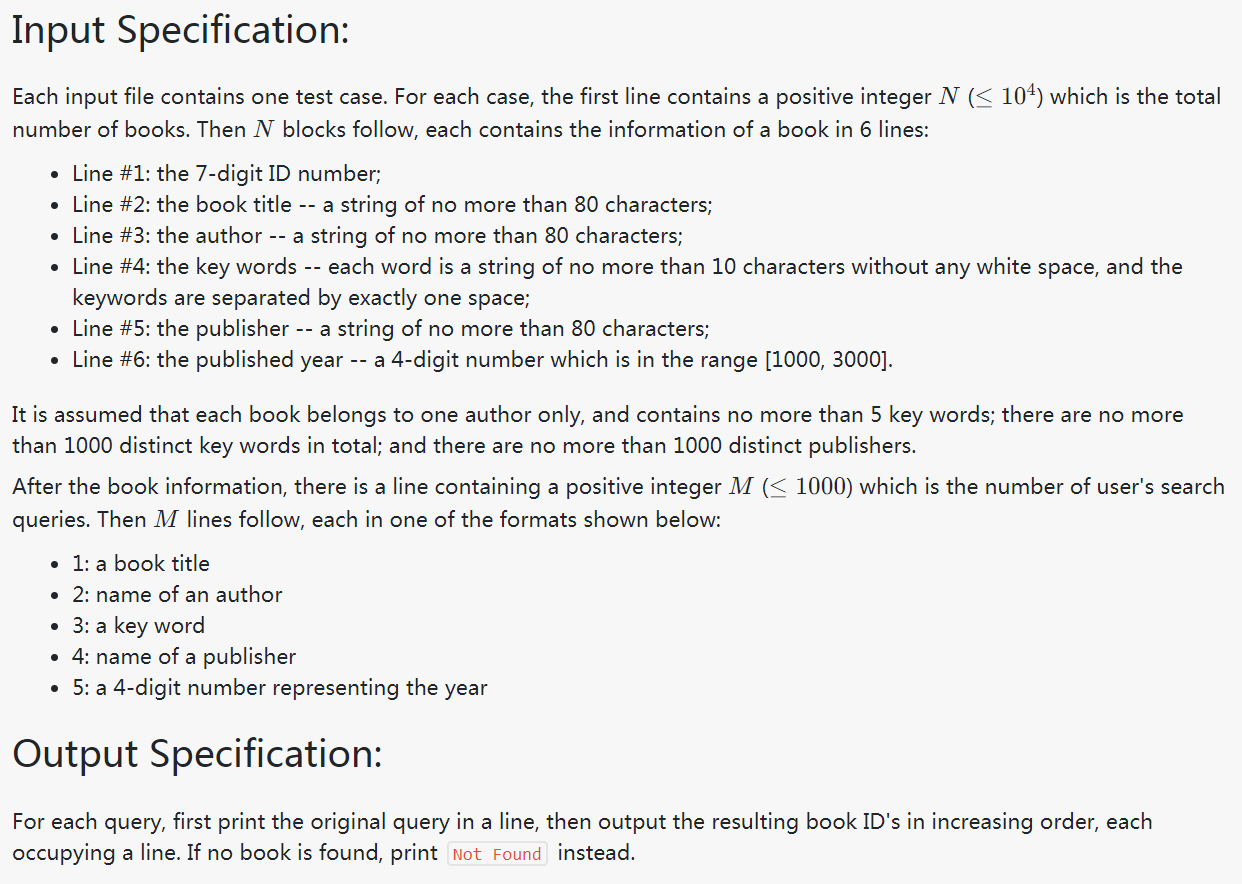 Input Specification:
Each input file contains one test case. For each case, the first line contains a positive integer N (≤ 10⁴) which is the total
number of books. Then N blocks follow, each contains the information of a book in 6 lines:
• Line #1: the 7-digit ID number;
• Line #2: the book title -- a string of no more than 80 characters;
• Line #3: the author -- a string of no more than 80 characters;
• Line #4: the key words -- each word is a string of no more than 10 characters without any white space, and the
keywords are separated by exactly one space;
• Line #5: the publisher -- a string of no more than 80 characters;
• Line #6: the published year -- a 4-digit number which is in the range [1000, 3000].
It is assumed that each book belongs to one author only, and contains no more than 5 key words; there are no more
than 1000 distinct key words in total; and there are no more than 1000 distinct publishers.
After the book information, there is a line containing a positive integer M (≤ 1000) which is the number of user's search
queries. Then M lines follow, each in one of the formats shown below:
• 1: a book title
• 2: name of an author
• 3: a key word
• 4: name of a publisher
• 5: a 4-digit number representing the year
Output Specification:
For each query, first print the original query in a line, then output the resulting book ID's in increasing order, each
occupying a line. If no book is found, print Not Found instead.